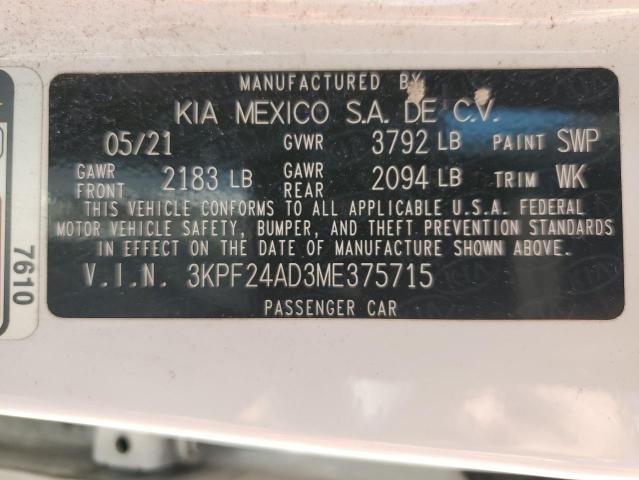 MANUFACTURED BY
KIA MEXICO S.A. DE C.V.
05/21 GVWR 3792 LB PAINT SWP
GAWR FRONT 2183 LB GAWR REAR 2094 LB TRIM WK
THIS VEHICLE CONFORMS TO ALL APPLICABLE U.S.A. FEDERAL
MOTOR VEHICLE SAFETY, BUMPER, AND THEFT PREVENTION STANDARDS
IN EFFECT ON THE DATE OF MANUFACTURE SHOWN ABOVE.
V.I.N. 3KPF24AD3ME375715
PASSENGER CAR
7610